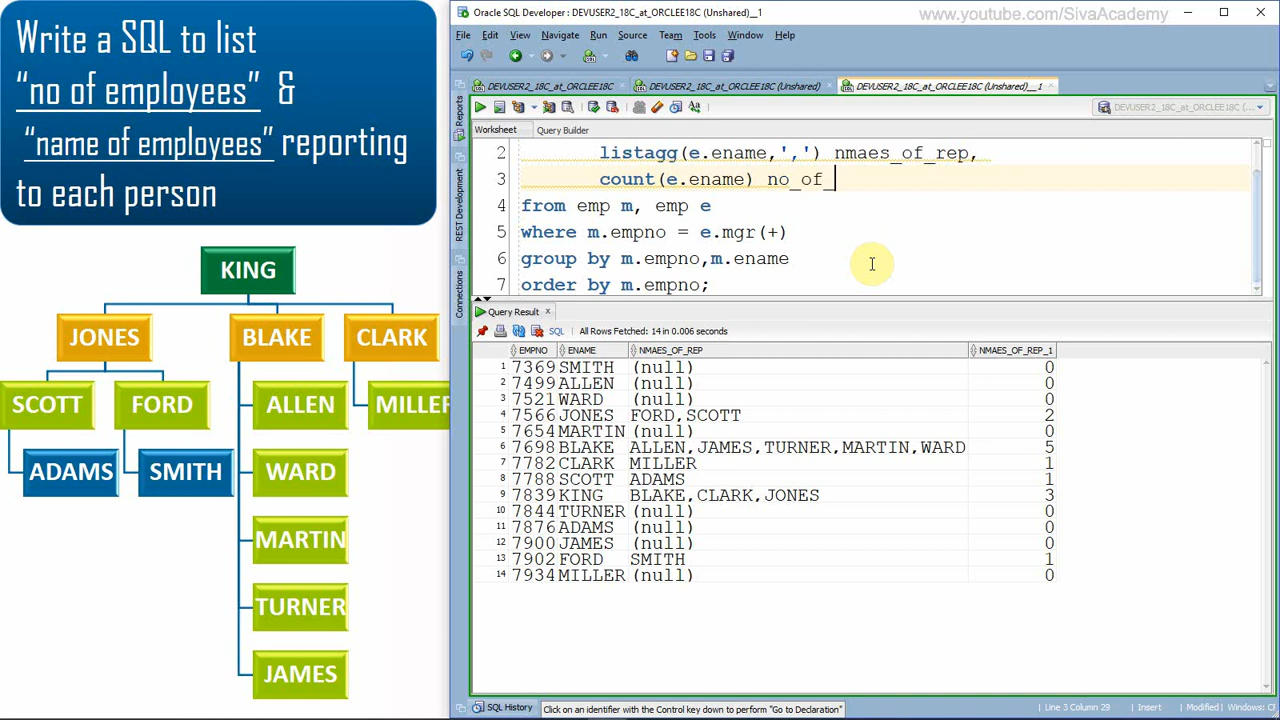 Write a SQL to list
“no of employees” &
“name of employees” reporting
to each person
KING
JONES BLAKE CLARK
SCOTT FORD ALLEN MILLER
ADAMS SMITH WARD
MARTIN
TURNER
JAMES
Oracle SQL Developer : DEVUSER2_18C_at_ORCLEE18C (Unshared)__1
www.youtube.com/SivaAcademy
File Edit View Navigate Run Source Team Tools Window Help
DEVUSER2_18C_at_ORCLEE18C (Unshared) DEVUSER2_18C_at_ORCLEE18C (Unshared) DEVUSER2_18C_at_ORCLEE18C (Unshared)__1
DEVUSER2_18C_at_ORCLEE18C (...
Reports
REST Development
Connections
Worksheet Query Builder
2 listagg(e.ename,',') nmaes_of_rep,
3 count(e.ename) no_of_
4 from emp m, emp e
5 where m.empno = e.mgr(+)
6 group by m.empno,m.ename
7 order by m.empno;
Query Result
SQL All Rows Fetched: 14 in 0.006 seconds
EMPNO ENAME NMAES_OF_REP NMAES_OF_REP_1
1 7369 SMITH (null) 0
2 7499 ALLEN (null) 0
3 7521 WARD (null) 0
4 7566 JONES FORD,SCOTT 2
5 7654 MARTIN (null) 0
6 7698 BLAKE ALLEN,JAMES,TURNER,MARTIN,WARD 5
7 7782 CLARK MILLER 1
8 7788 SCOTT ADAMS 1
9 7839 KING BLAKE,CLARK,JONES 3
10 7844 TURNER (null) 0
11 7876 ADAMS (null) 0
12 7900 JAMES (null) 0
13 7902 FORD SMITH 1
14 7934 MILLER (null) 0
SQL History Click on an identifier with the Control key down to perform "Go to Declaration" Line 3 Column 29 Insert Modified Windows: C